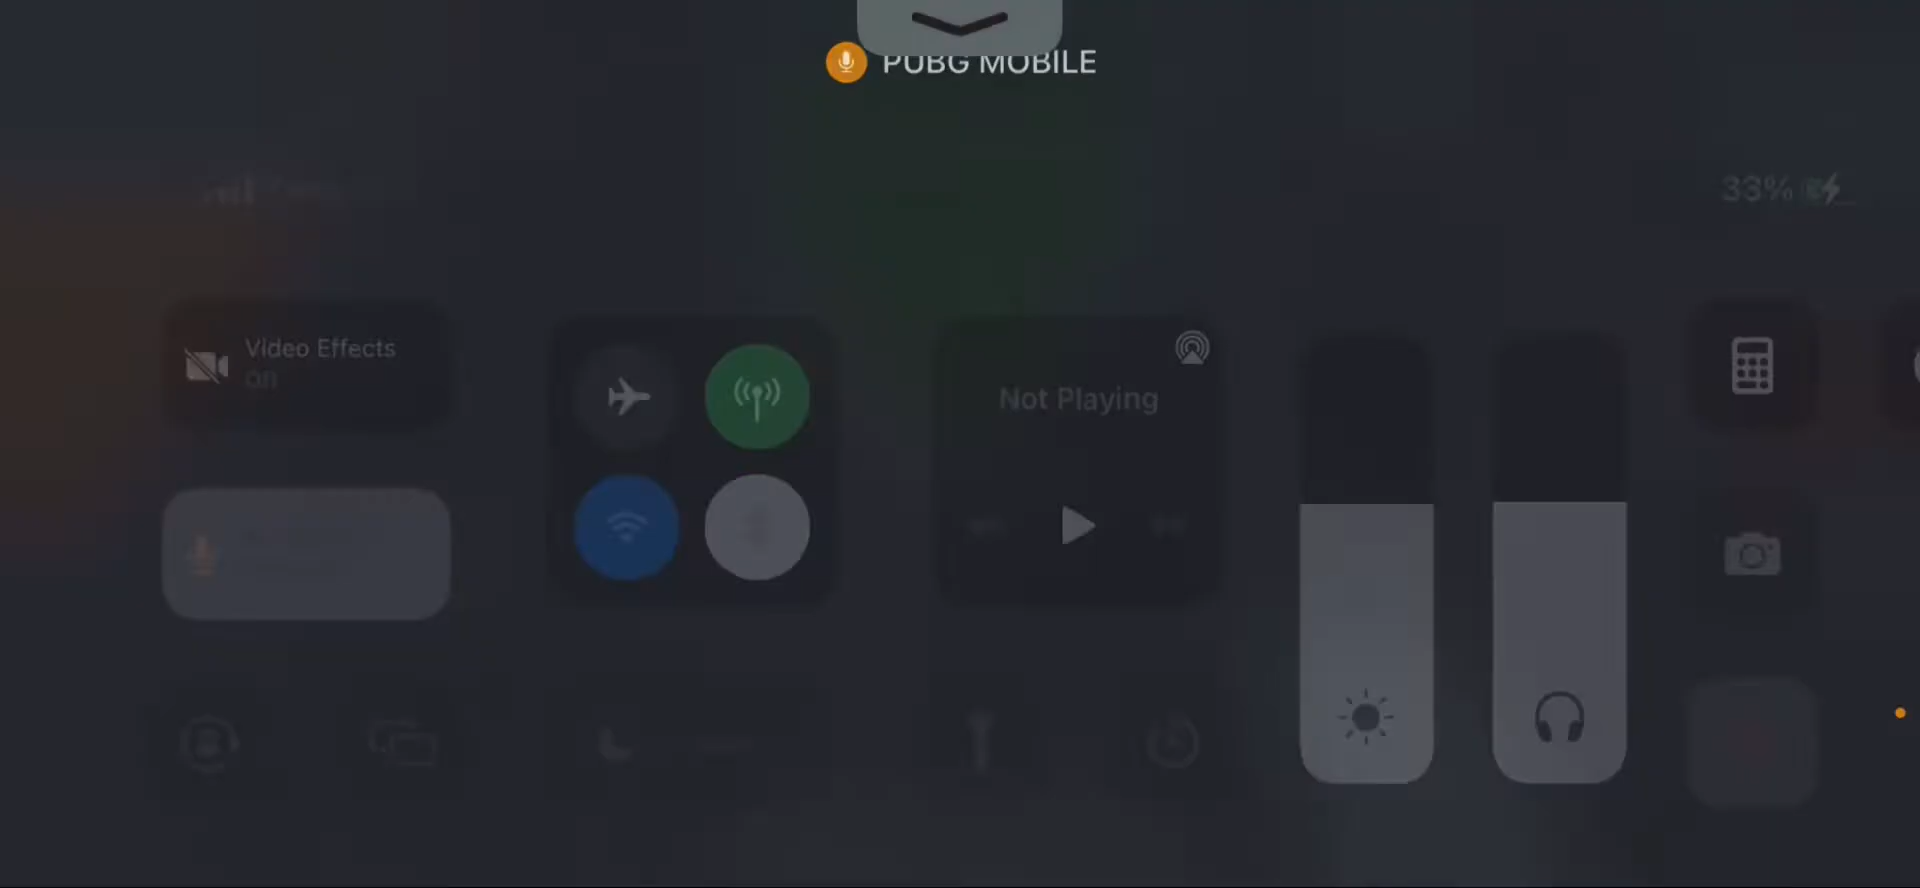 PUBG MOBILE
33%
Video Effects
On
Not Playing